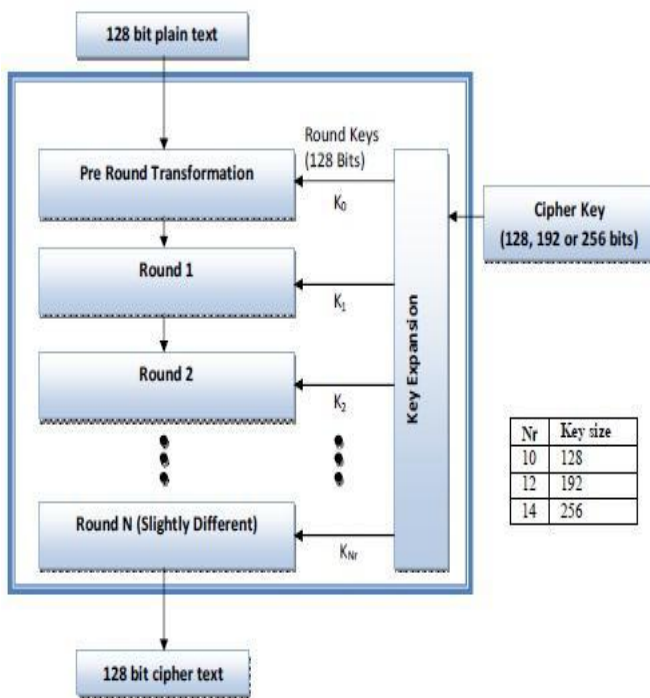 128 bit plain text
Round Keys
(128 Bits)
Pre Round Transformation
K0
Cipher Key
(128, 192 or 256 bits)
Round 1
K1
Key Expansion
Round 2
K2
Nr Key size
10 128
12 192
14 256
Round N (Slightly Different)
KNr
128 bit cipher text